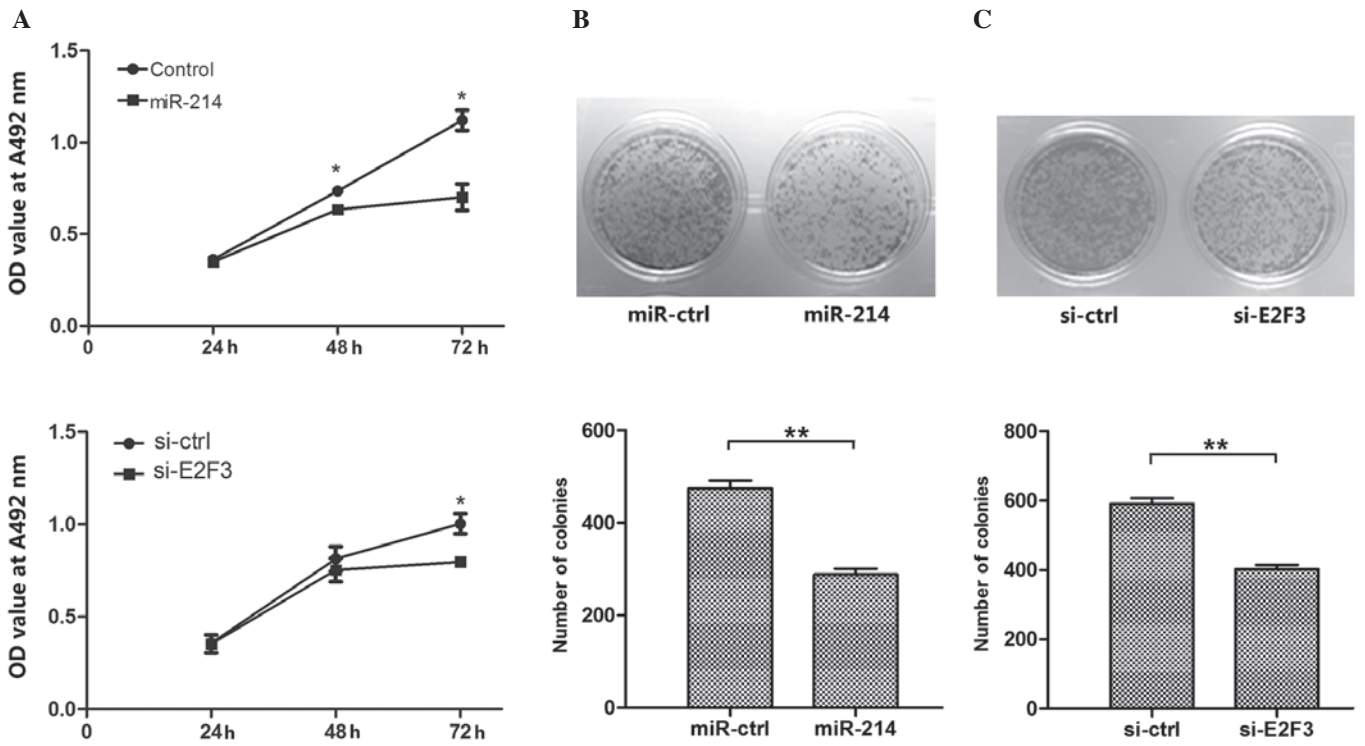 A
OD value at A492 nm
1.5
1.0
0.5
0.0
Control
miR-214
*
*
0
24 h
48 h
72 h
OD value at A492 nm
1.5
1.0
0.5
0.0
si-ctrl
si-E2F3
*
0
24 h
48 h
72 h
B
miR-ctrl
miR-214
Number of colonies
600
400
200
0
**
miR-ctrl
miR-214
C
si-ctrl
si-E2F3
Number of colonies
800
600
400
200
0
**
si-ctrl
si-E2F3